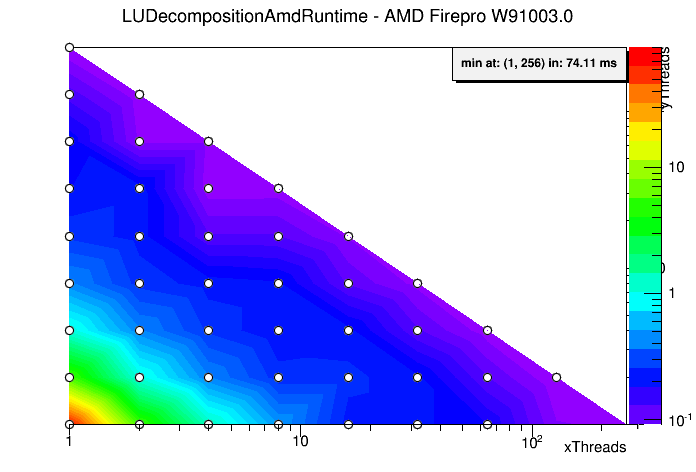 LUDecompositionAmdRuntime - AMD Firepro W91003.0
min at: (1, 256) in: 74.11 ms
yThreads
10
1
10-1
1
10
10²
xThreads